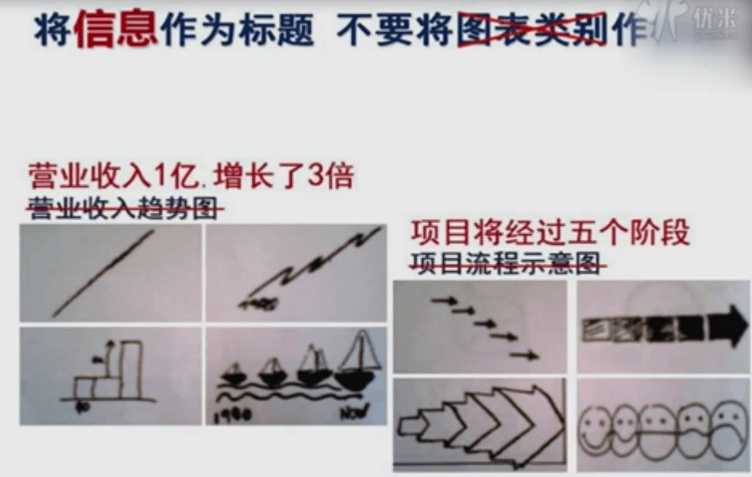 将信息作为标题 不要将图表类别作
优米
营业收入1亿.增长了3倍
营业收入趋势图
项目将经过五个阶段
项目流程示意图
1980
1980
Now